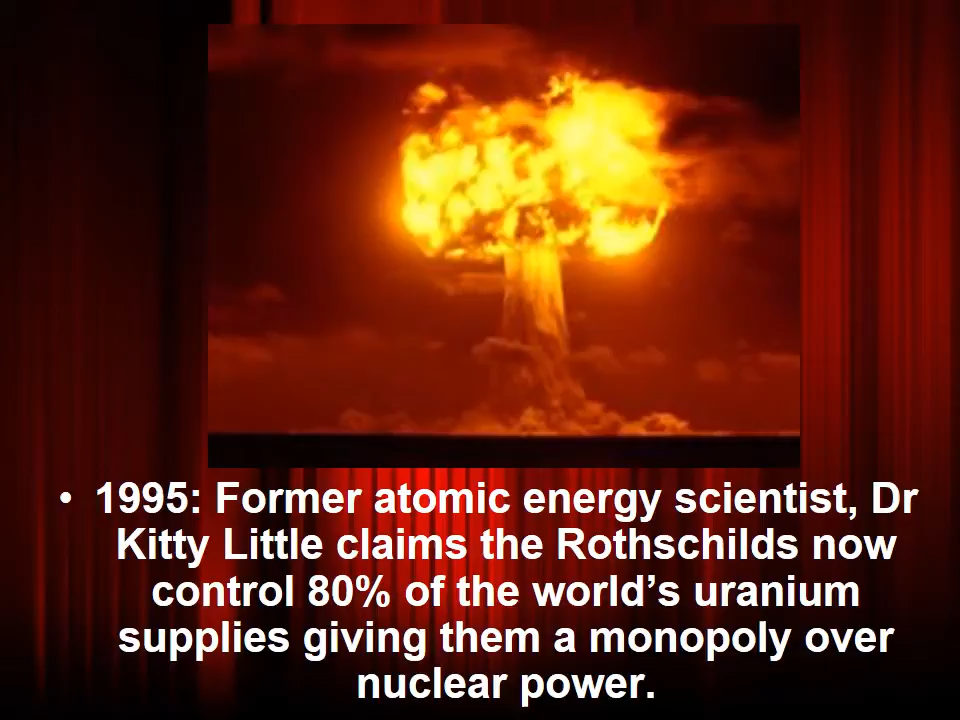 • 1995: Former atomic energy scientist, Dr
Kitty Little claims the Rothschilds now
control 80% of the world’s uranium
supplies giving them a monopoly over
nuclear power.